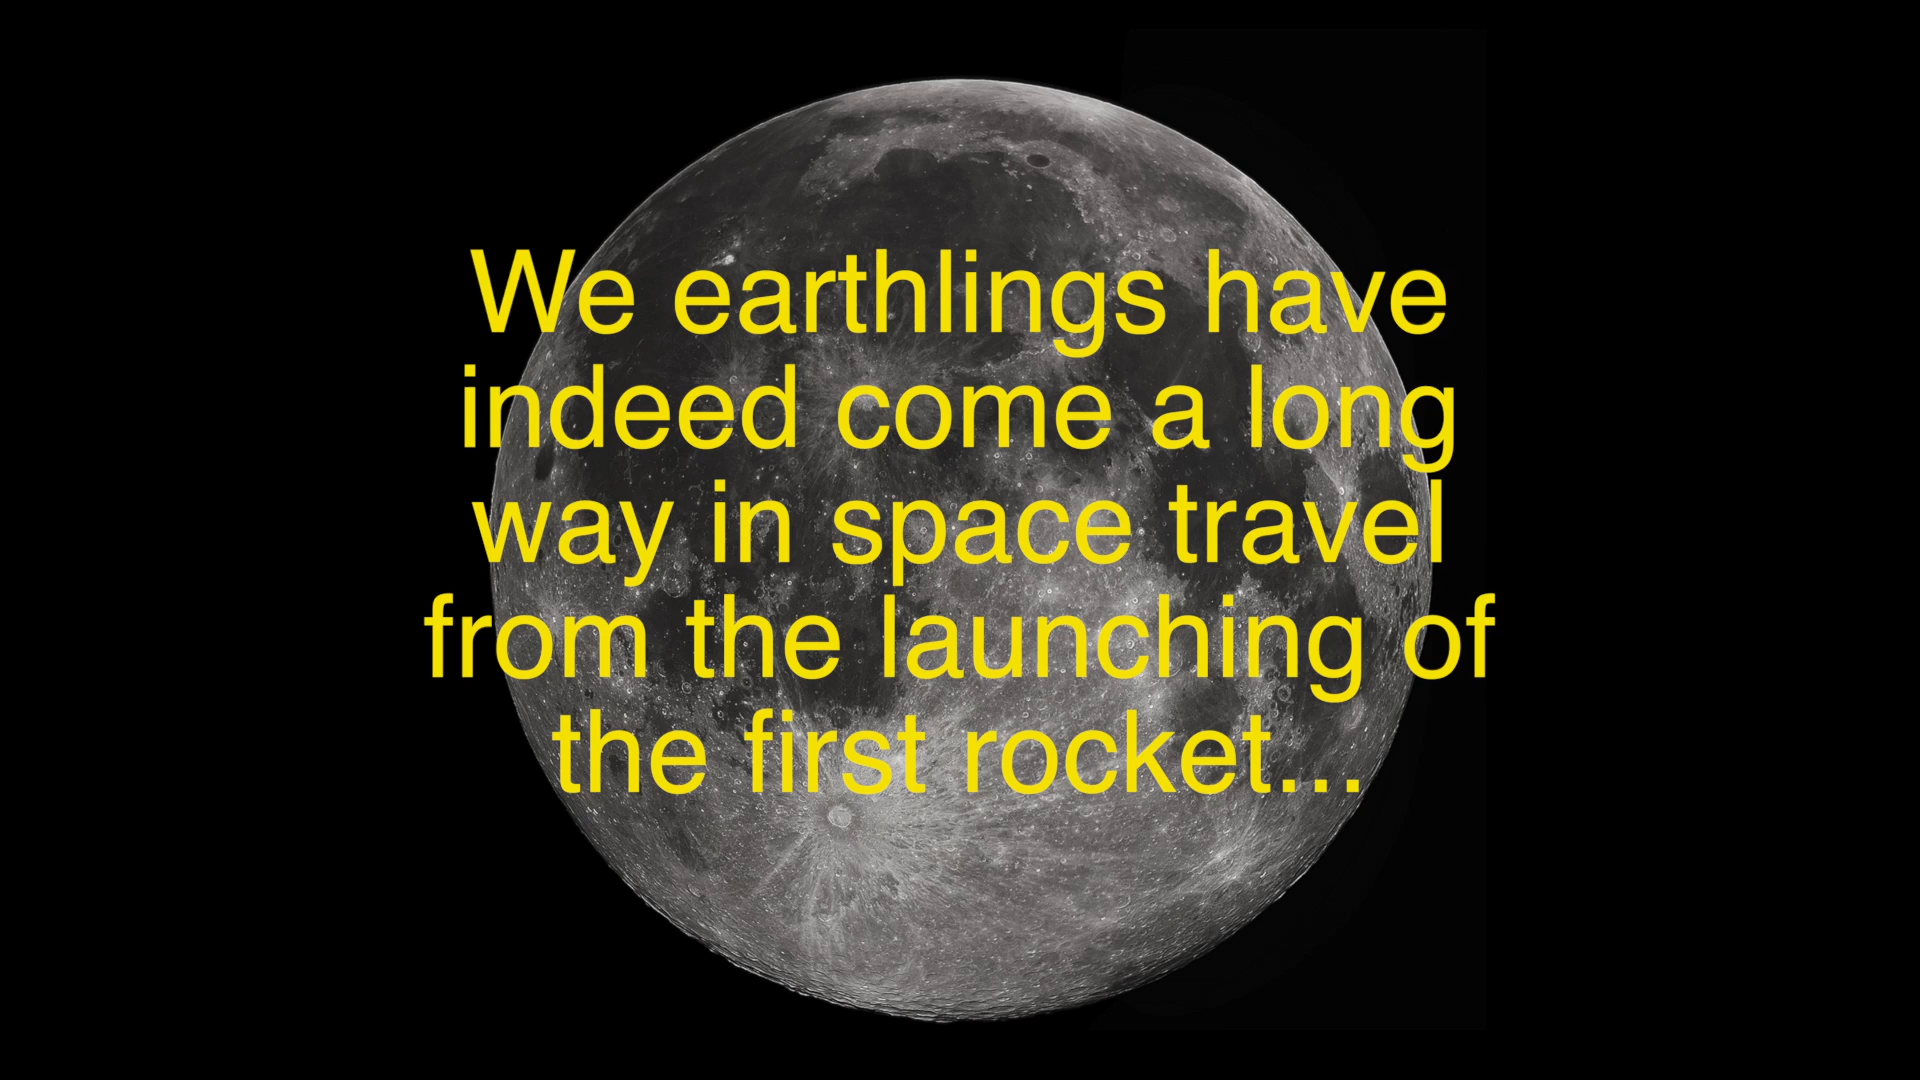 We earthlings have
indeed come a long
way in space travel
from the launching of
the first rocket...